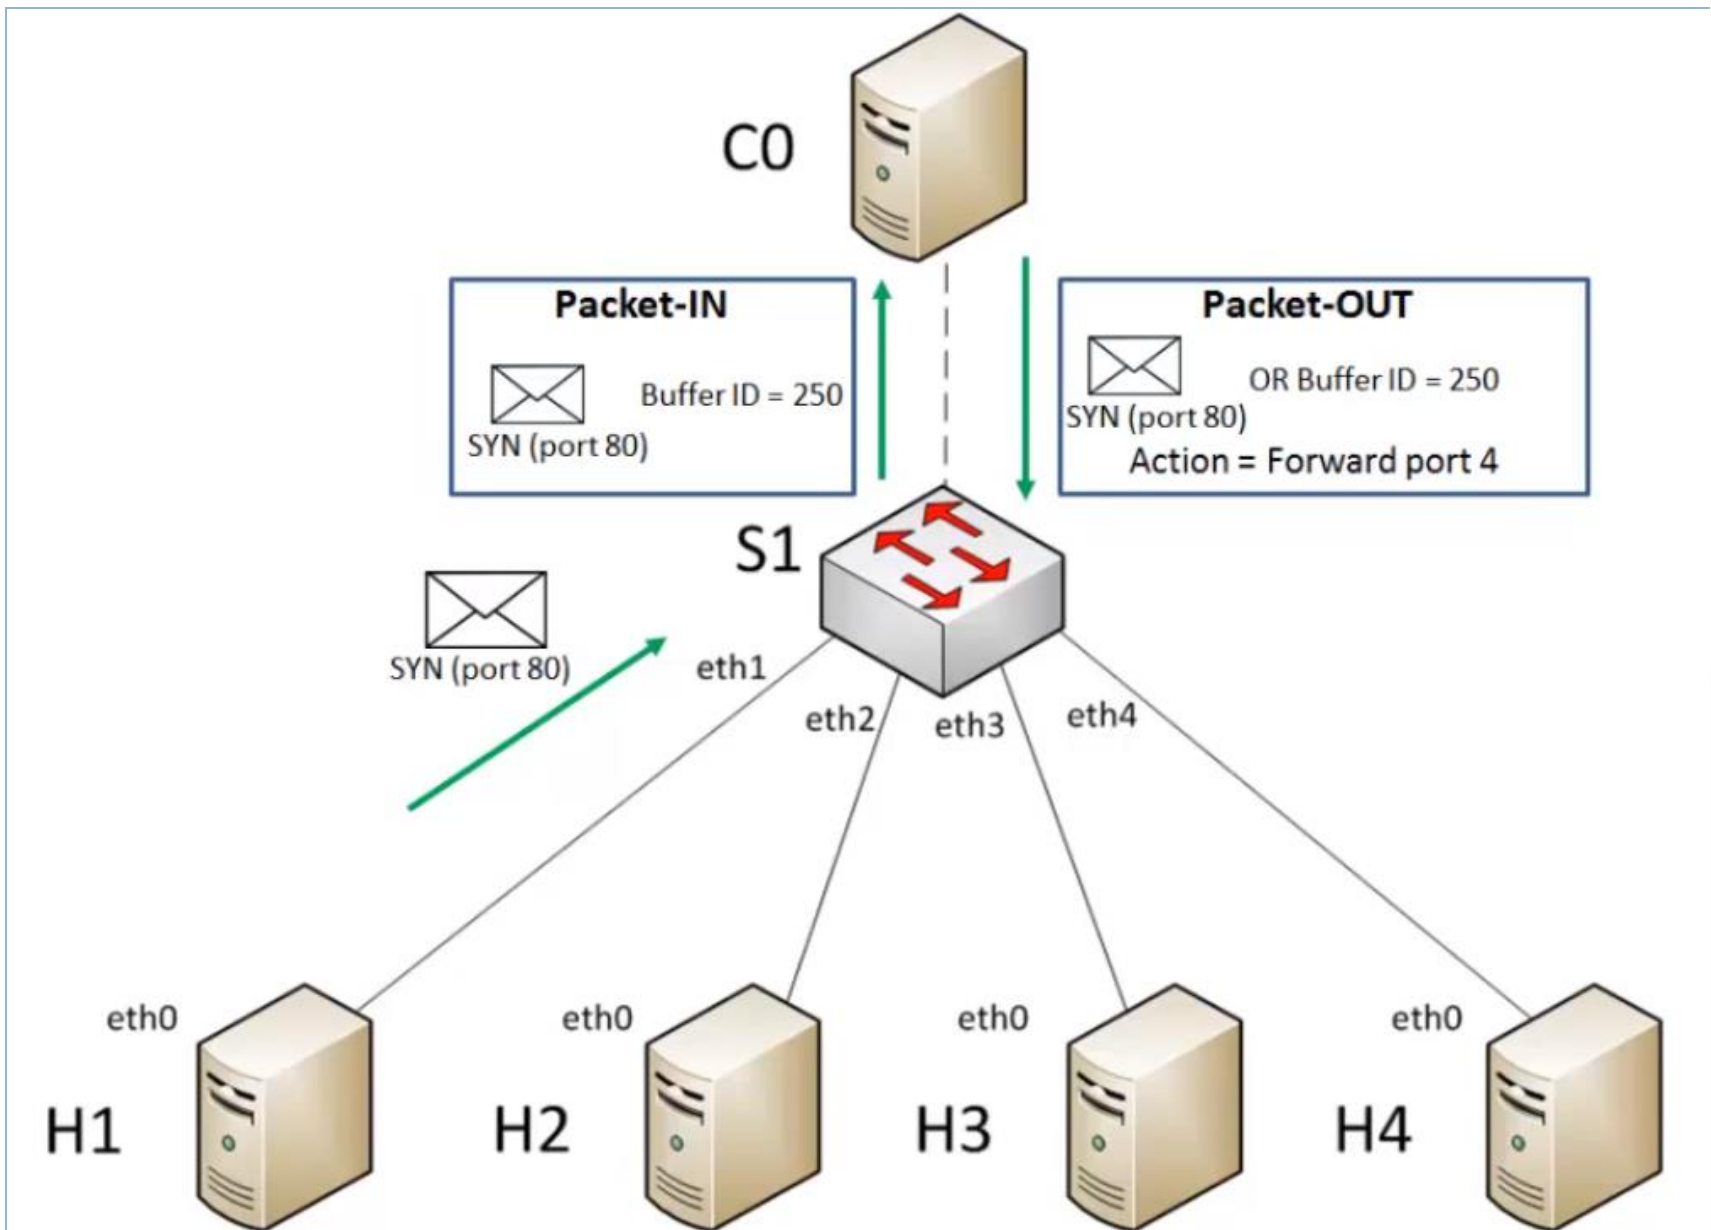 C0
Packet-IN
Buffer ID = 250
SYN (port 80)
Packet-OUT
OR Buffer ID = 250
SYN (port 80)
Action = Forward port 4
S1
SYN (port 80)
eth1
eth2
eth3
eth4
eth0
eth0
eth0
eth0
H1
H2
H3
H4